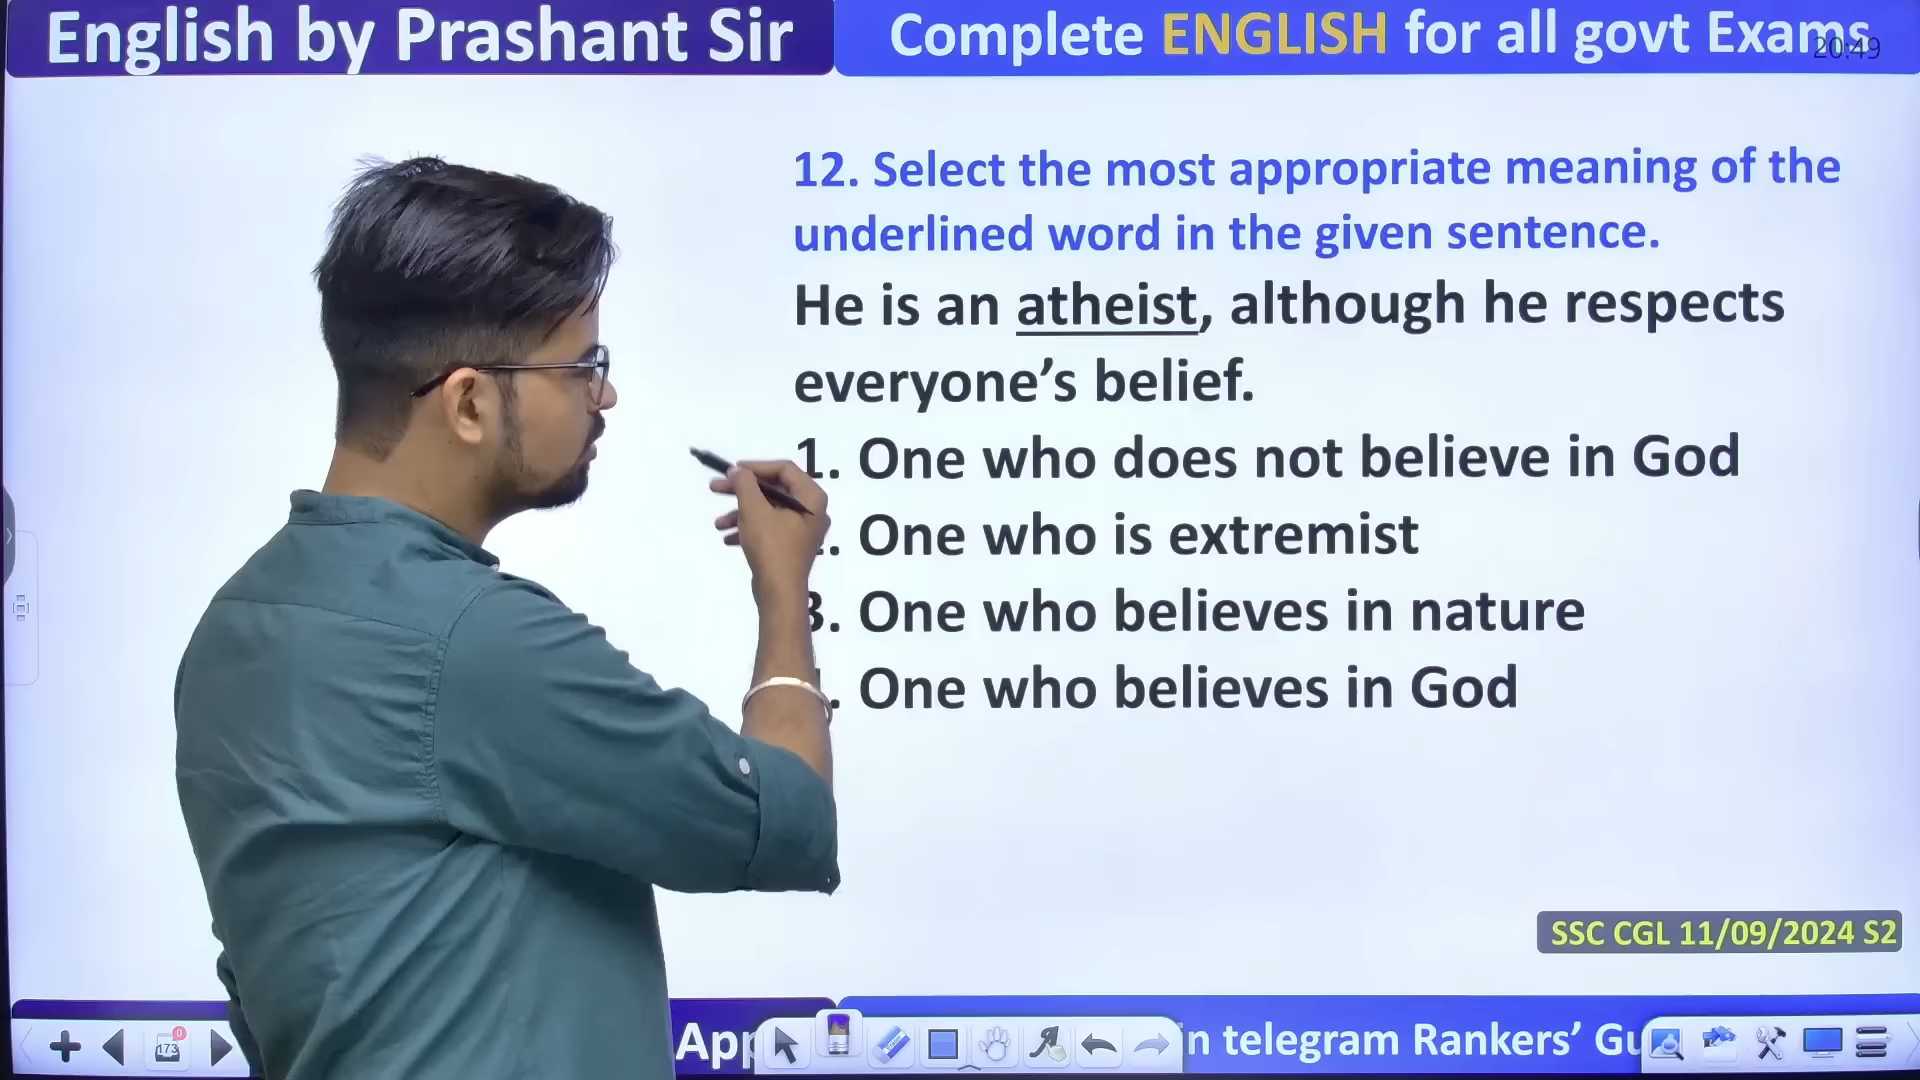 English by Prashant Sir
Complete ENGLISH for all govt Exams
20:49
12. Select the most appropriate meaning of the
underlined word in the given sentence.
He is an atheist, although he respects
everyone’s belief.
1. One who does not believe in God
. One who is extremist
3. One who believes in nature
. One who believes in God
SSC CGL 11/09/2024 S2
173
0
telegram Rankers’